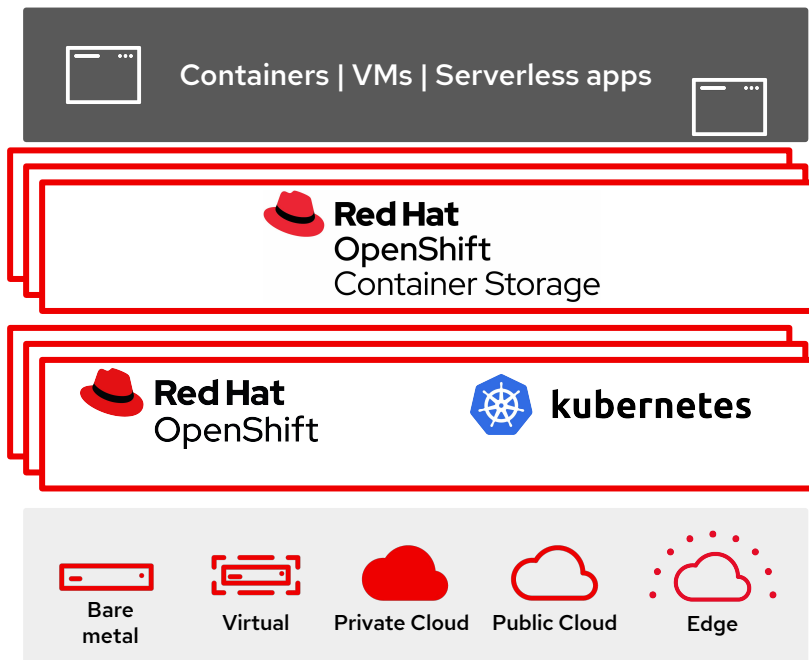 Containers | VMs | Serverless apps
Red Hat
OpenShift
Container Storage
Red Hat
OpenShift
kubernetes
Bare
metal
Virtual
Private Cloud
Public Cloud
Edge